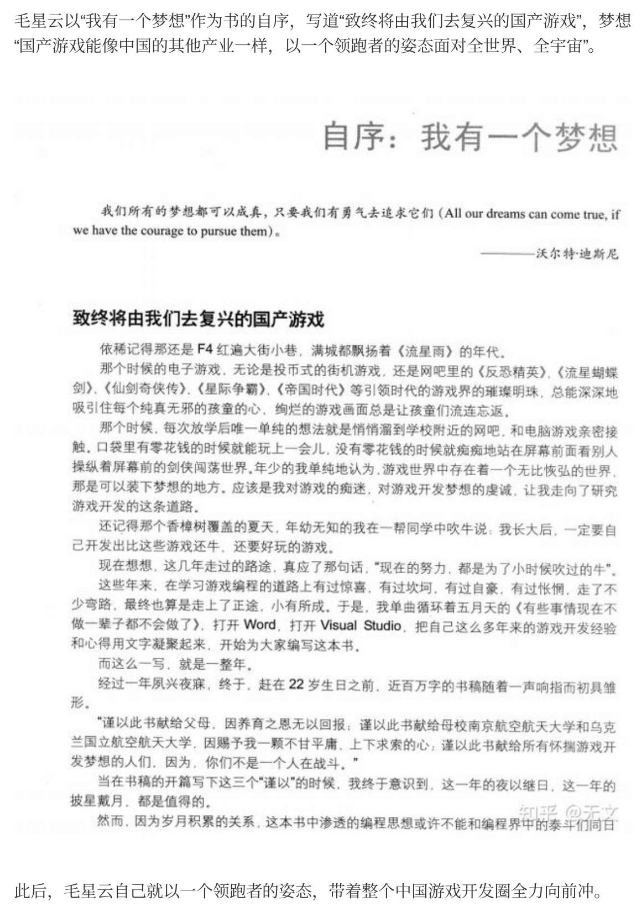 毛星云以“我有一个梦想”作为书的自序，写道“致终将由我们去复兴的国产游戏”，梦想
“国产游戏能像中国的其他产业一样，以一个领跑者的姿态面对全世界、全宇宙”。
自序：我有一个梦想
我们所有的梦想都可以成真，只要我们有勇气去追求它们（All our dreams can come true, if
we have the courage to pursue them）。
————沃尔特·迪斯尼
致终将由我们去复兴的国产游戏
依稀记得那还是 F4 红遍大街小巷，满城都飘扬着《流星雨》的年代。
那个时候的电子游戏，无论是投币式的街机游戏，还是网吧里的《反恐精英》、《流星蝴蝶
剑》、《仙剑奇侠传》、《星际争霸》、《帝国时代》等引领时代的游戏界的璀璨明珠，总能深深地
吸引住每个纯真无邪的孩童的心，绚烂的游戏画面总是让孩童们流连忘返。
那个时候，每次放学后唯一单纯的想法就是悄悄溜到学校附近的网吧，和电脑游戏亲密接
触。口袋里有零花钱的时候就能玩上一会儿，没有零花钱的时候就痴痴地站在屏幕前面看别人
操纵着屏幕前的剑侠闯荡世界。年少的我单纯地认为，游戏世界中存在着一个无比恢弘的世界，
那是可以装下梦想的地方。应该是我对游戏的痴迷，对游戏开发梦想的虔诚，让我走向了研究
游戏开发的这条道路。
还记得那个香樟树覆盖的夏天，年幼无知的我在一帮同学中吹牛说：我长大后，一定要自
己开发出比这些游戏还牛、还要好玩的游戏。
现在想想，这几年走过的路途，真应了那句话，“现在的努力，都是为了小时候吹过的牛”。
这些年来，在学习游戏编程的道路上有过惊喜，有过坎坷，有过自豪，有过怅惘，走了不
少弯路，最终也算是走上了正途，小有所成。于是，我单曲循环着五月天的《有些事情现在不
做一辈子都不会做了》，打开 Word，打开 Visual Studio，把自己这么多年来的游戏开发经验
和心得用文字凝聚起来，开始为大家编写这本书。
而这么一写，就是一整年。
经过一年夙兴夜寐，终于，赶在 22 岁生日之前，近百万字的书稿随着一声响指而初具雏
形。
“谨以此书献给父母，因养育之恩无以回报；谨以此书献给母校南京航空航天大学和乌克
兰国立航空航天大学，因赐予我一颗不甘平庸，上下求索的心；谨以此书献给所有怀揣游戏开
发梦想的人们，因为，你们不是一个人在战斗。”
当在书稿的开篇写下这三个“谨以”的时候，我终于意识到，这一年的夜以继日，这一年的
披星戴月，都是值得的。
然而，因为岁月积累的关系，这本书中渗透的编程思想或许不能和编程界中的泰斗们同日
知乎 @无文
此后，毛星云自己就以一个领跑者的姿态，带着整个中国游戏开发圈全力向前冲。